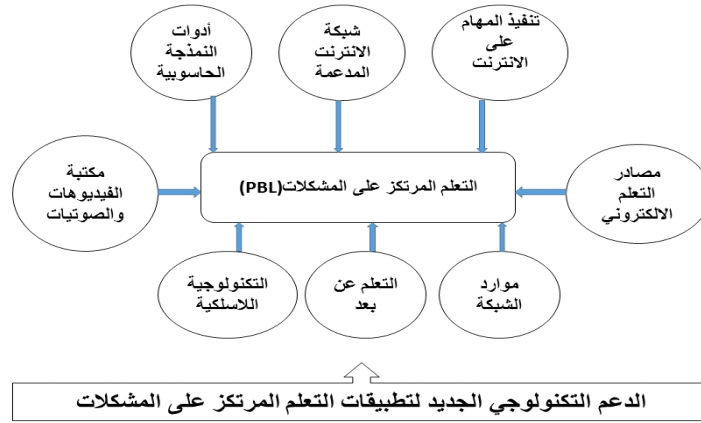 تنفيذ المهام
على
الانترنت
شبكة
الانترنت
المدعمة
أدوات
النمذجة
الحاسوبية
مصادر
التعلم
الالكتروني
التعلم المرتكز على المشكلات(PBL)
مكتبة
الفيديوهات
والصوتيات
موارد
الشبكة
التعلم عن
بعد
التكنولوجية
اللاسلكية
الدعم التكنولوجي الجديد لتطبيقات التعلم المرتكز على المشكلات